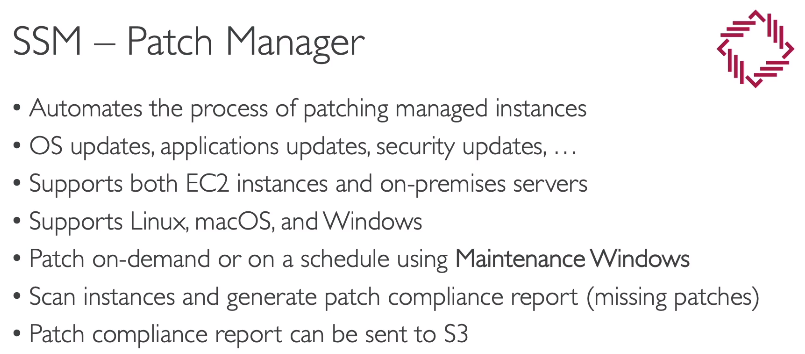 SSM – Patch Manager
• Automates the process of patching managed instances
• OS updates, applications updates, security updates, …
• Supports both EC2 instances and on-premises servers
• Supports Linux, macOS, and Windows
• Patch on-demand or on a schedule using Maintenance Windows
• Scan instances and generate patch compliance report (missing patches)
• Patch compliance report can be sent to S3